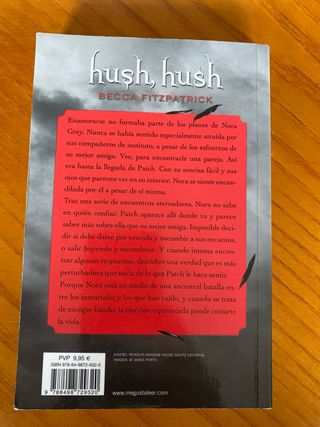 hush, hush
BECCA FITZPATRICK
Enamorarse no formaba parte de los planes de Nora
Grey. Nunca se había sentido especialmente atraída por
sus compañeros de instituto, a pesar de los esfuerzos de
su mejor amiga, Vee, para encontrarle una pareja. Así
era hasta la llegada de Patch. Con su sonrisa fácil y sus
ojos que parecen ver en su interior, Nora se siente encan-
dilada por él a pesar de sí misma.
Tras una serie de encuentros aterradores, Nora no sabe
en quién confiar. Patch aparece allí donde va y parece
saber más sobre ella que su mejor amiga. Imposible deci-
dir si debe darse por vencida y sucumbir a sus encantos,
o salir huyendo y esconderse. Y cuando intenta encon-
trar algunas respuestas, descubre una verdad que es más
perturbadora que nada de lo que Patch le hace sentir.
Porque Nora está en medio de una ancestral batalla en-
tre los inmortales y los que han caído, y cuando se trata
de escoger bando, la elección equivocada puede costarte
la vida.
PVP 9,95 €
ISBN 978-84-9872-932-0
9 788498 729320
DISEÑO: PENGUIN RANDOM HOUSE GRUPO EDITORIAL
IMAGEN: © JAMES PORTO
www.megustaleer.com